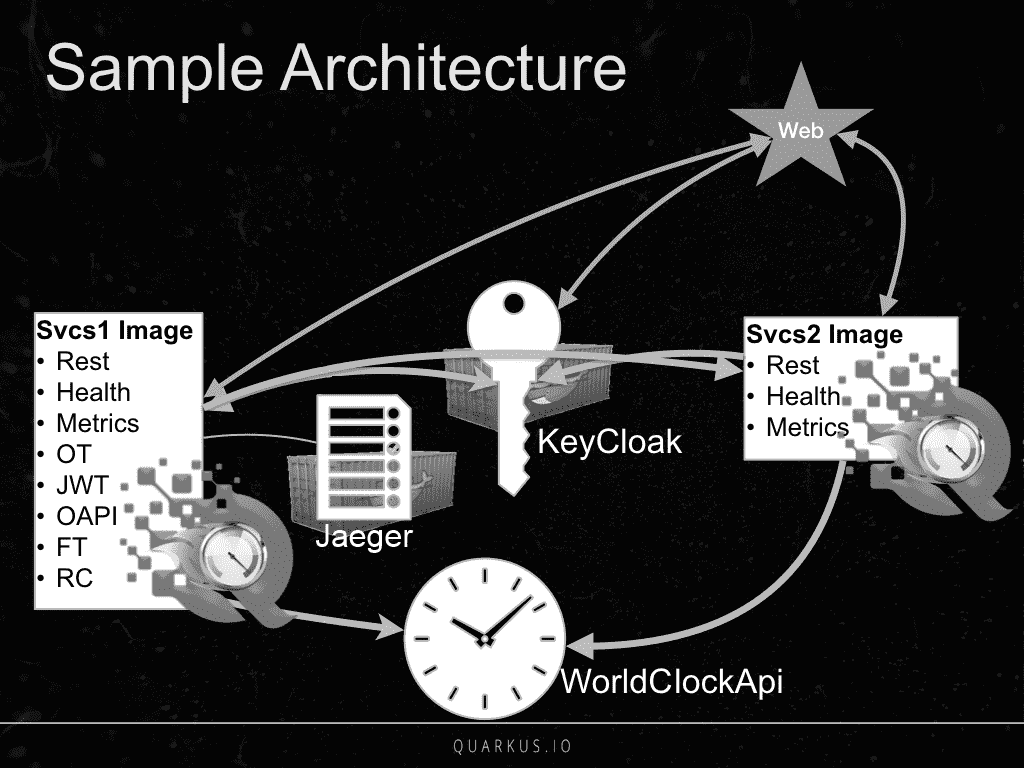 Sample Architecture
Web
Svcs1 Image
• Rest
• Health
• Metrics
• OT
• JWT
• OAPI
• FT
• RC
Svcs2 Image
• Rest
• Health
• Metrics
KeyCloak
Jaeger
WorldClockApi
QUARKUS.IO